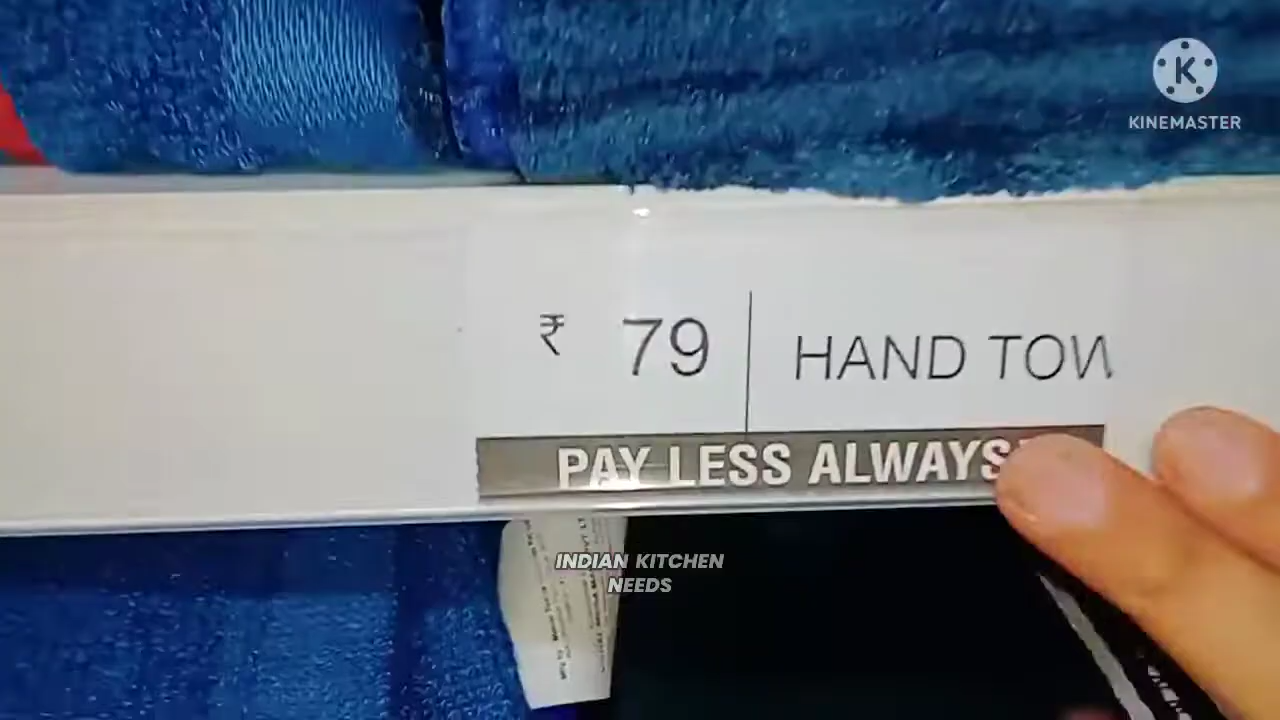 K
KINEMASTER
₹ 79 HAND TOW
PAY LESS ALWAYS
INDIAN KITCHEN
NEEDS